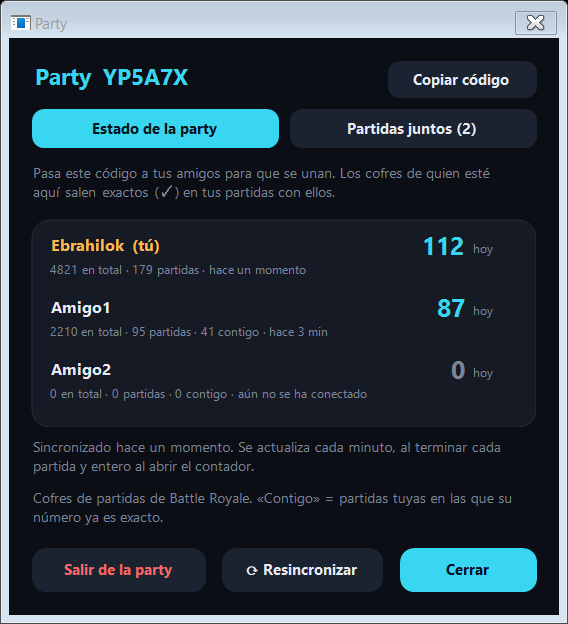 Party
Party YP5A7X
Copiar código
Estado de la party
Partidas juntos (2)
Pasa este código a tus amigos para que se unan. Los cofres de quien esté
aquí salen exactos (✓) en tus partidas con ellos.
Ebrahilok (tú)
112 hoy
4821 en total · 179 partidas · hace un momento
Amigo1
87 hoy
2210 en total · 95 partidas · 41 contigo · hace 3 min
Amigo2
0 hoy
0 en total · 0 partidas · 0 contigo · aún no se ha conectado
Sincronizado hace un momento. Se actualiza cada minuto, al terminar cada
partida y entero al abrir el contador.
Cofres de partidas de Battle Royale. «Contigo» = partidas tuyas en las que su
número ya es exacto.
Salir de la party
⟳ Resincronizar
Cerrar